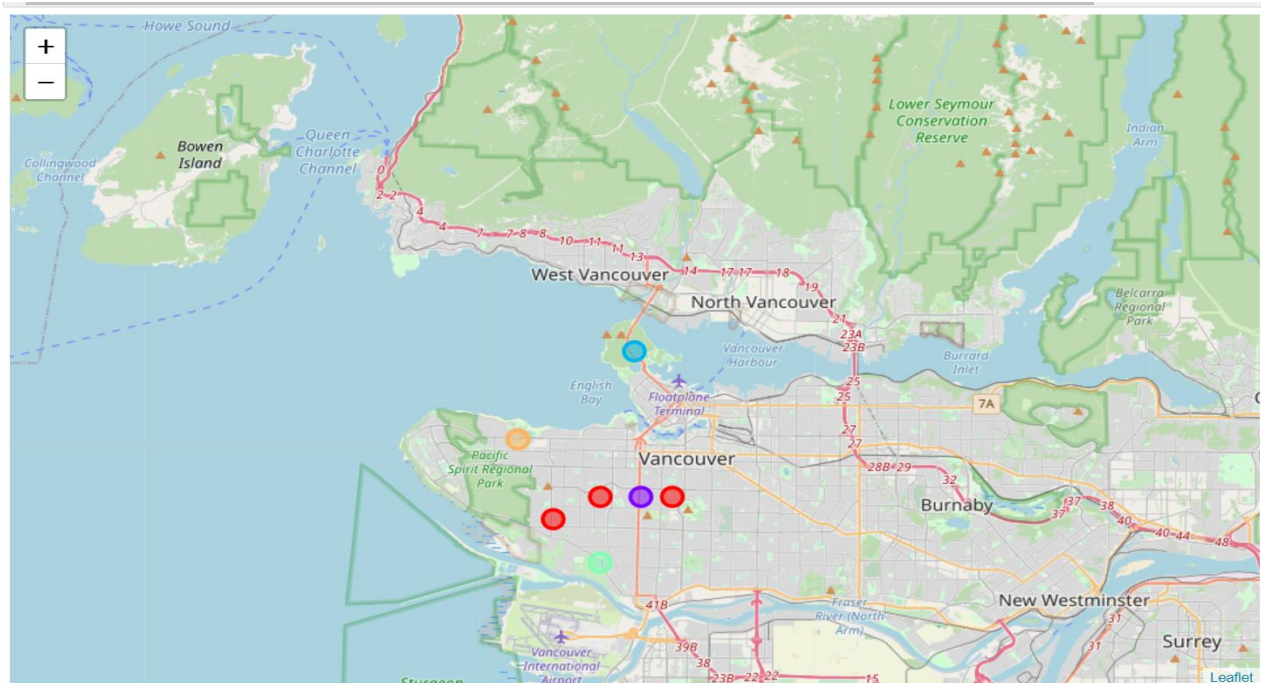 Howe Sound
+
−
Lower Seymour
Conservation
Reserve
Indian
Arm
Queen
Charlotte
Channel
Bowen
Island
Collingwood
Channel
0
2
2
4
4
7
7
8
8
10
11
11
13
14
17
17
18
19
21
23A
23B
West Vancouver
North Vancouver
Belcarra
Regional
Park
Vancouver
Harbour
Burrard
Inlet
English
Bay
Floatplane
Terminal
25
25
27
27
7A
Pacific
Spirit Regional
Park
Vancouver
28B
29
32
Burnaby
37
37
38
40
40
44
48
41B
Fraser
River (North
Arm)
New Westminster
31
31
Surrey
39B
38
23B
22
22
15
Vancouver
International
Airport
Sturgeon
Leaflet